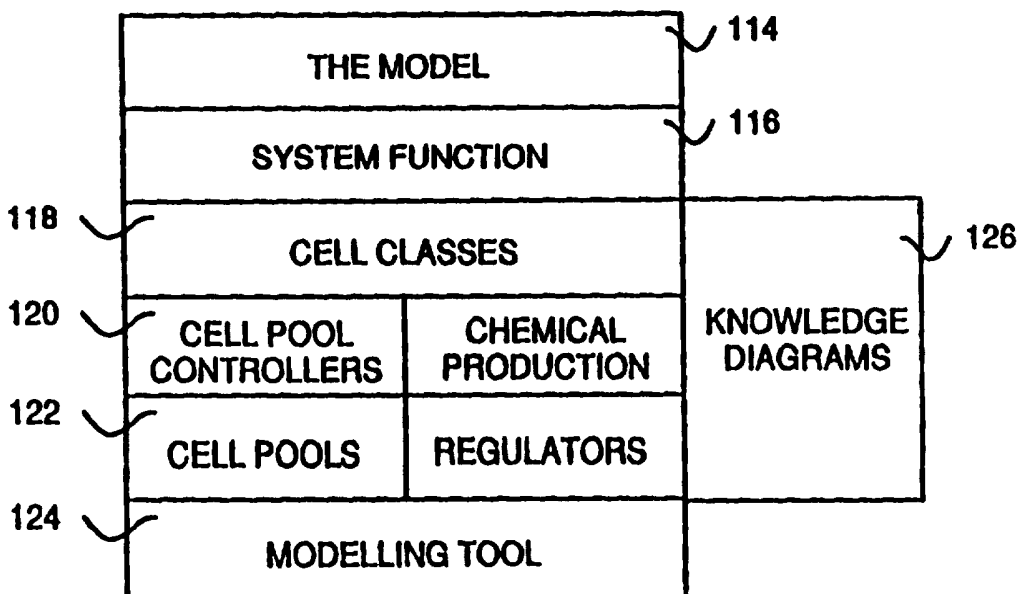 THE MODEL
114
SYSTEM FUNCTION
116
118
CELL CLASSES
126
120
CELL POOL
CONTROLLERS
CHEMICAL
PRODUCTION
KNOWLEDGE
DIAGRAMS
122
CELL POOLS
REGULATORS
124
MODELLING TOOL